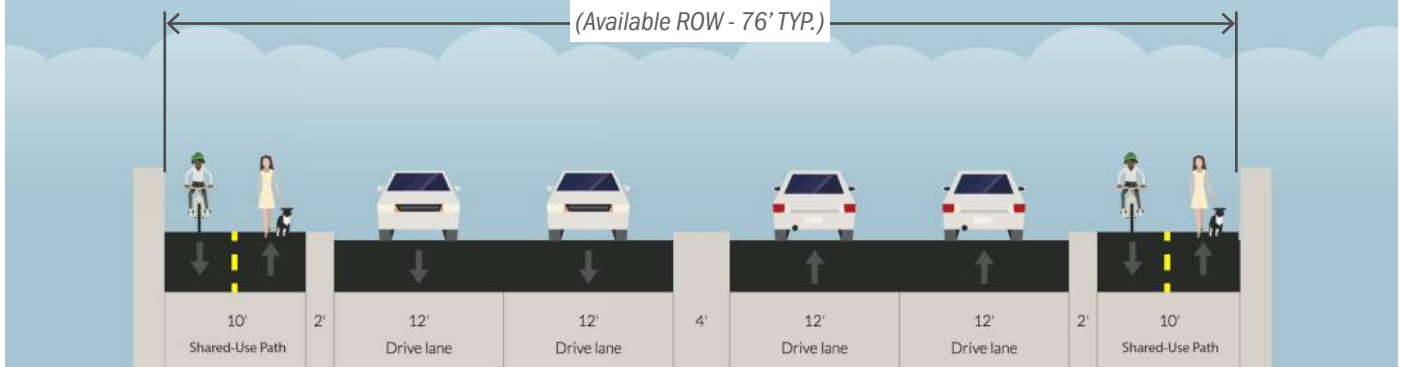 (Available ROW - 76' TYP.)
10'
Shared-Use Path
2'
12'
Drive lane
12'
Drive lane
4'
12'
Drive lane
12'
Drive lane
2'
10'
Shared-Use Path